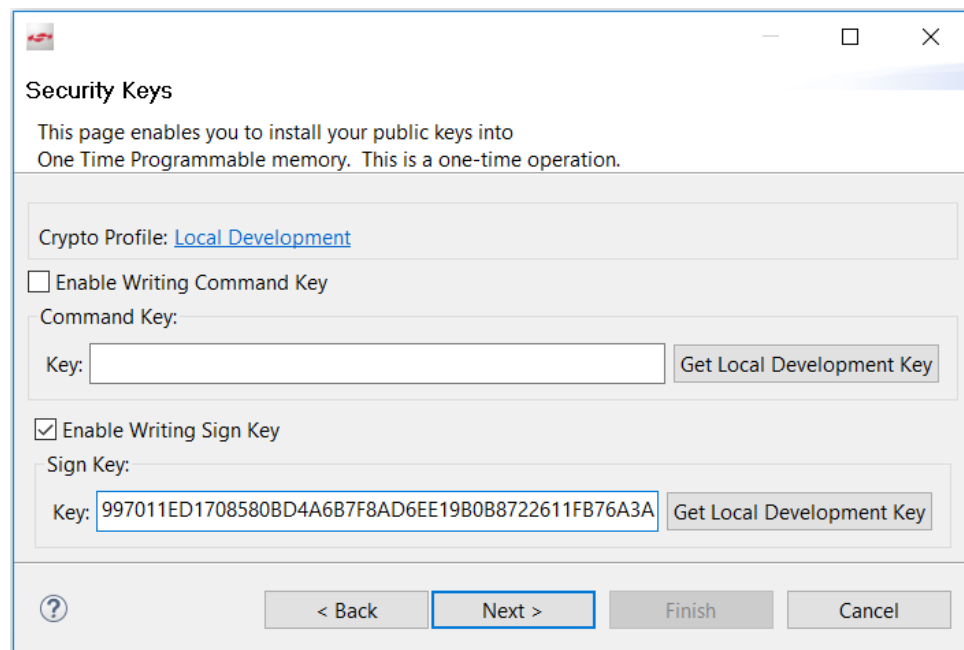 Security Keys
This page enables you to install your public keys into
One Time Programmable memory. This is a one-time operation.
Crypto Profile: Local Development
Enable Writing Command Key
Command Key:
Key: Get Local Development Key
Enable Writing Sign Key
Sign Key:
Key: 997011ED1708580BD4A6B7F8AD6EE19B0B8722611FB76A3A Get Local Development Key
? < Back Next > Finish Cancel